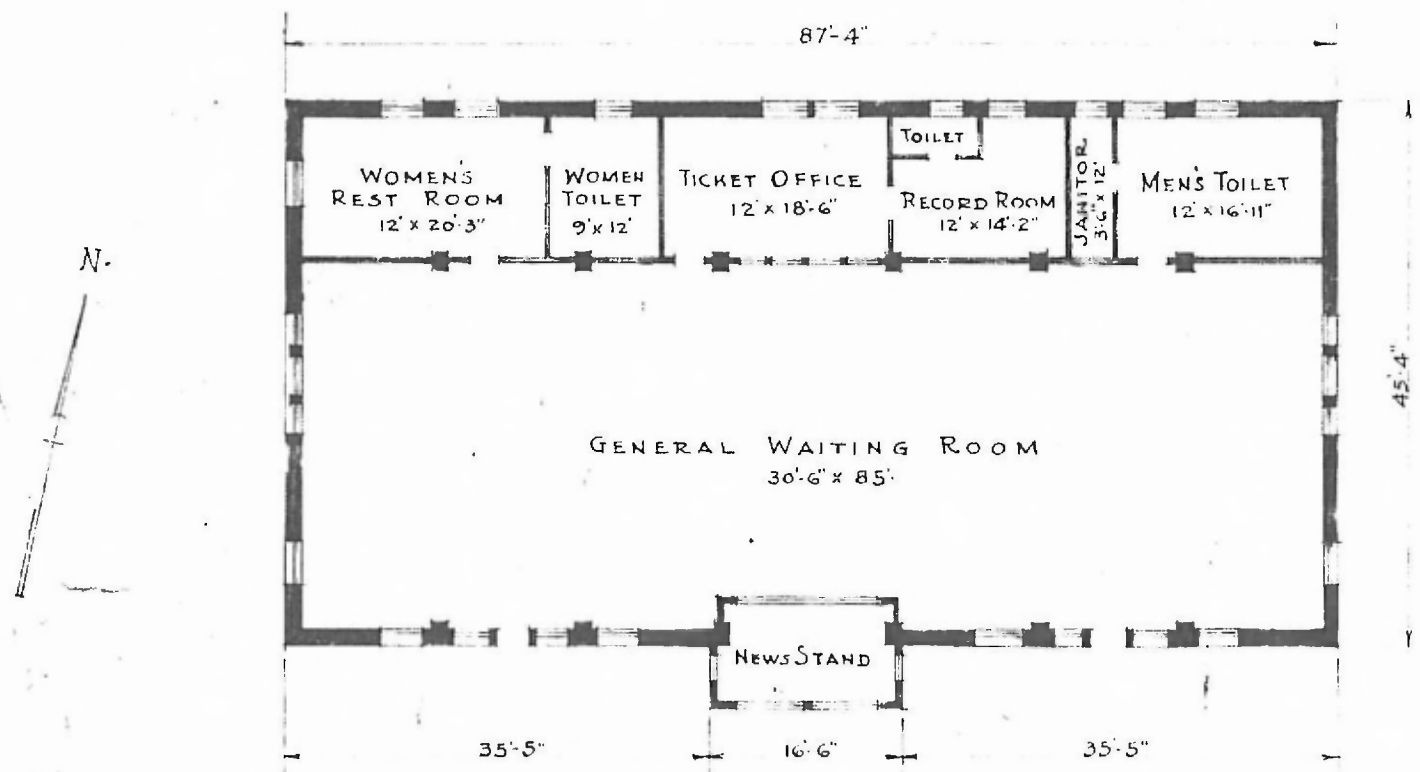 87'-4"
WOMEN'S
REST ROOM
12' x 20'-3"
WOMEN
TOILET
9' x 12'
TICKET OFFICE
12' x 18'-6"
TOILET
RECORD ROOM
12' x 14'-2"
JANITOR
3'-6" x 12'
MEN'S TOILET
12' x 16'-11"
N.
45'-4"
GENERAL WAITING ROOM
30'-6" x 85'
NEWS STAND
35'-5"
16'-6"
35'-5"